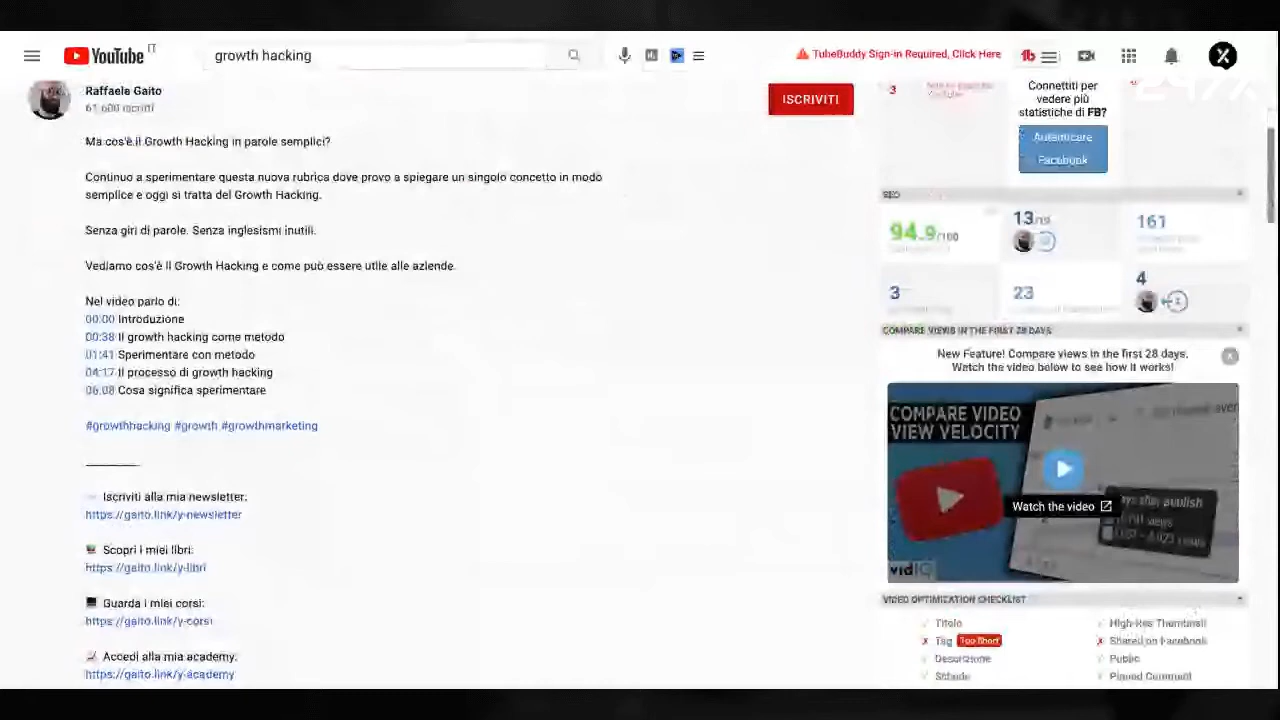 YouTube IT
growth hacking
TubeBuddy Sign-in Required, Click Here
Raffaele Gaito
61.600 iscritti
ISCRIVITI
Ma cos'è il Growth Hacking in parole semplici?
Continuo a sperimentare questa nuova rubrica dove provo a spiegare un singolo concetto in modo
semplice e oggi si tratta del Growth Hacking.
Senza giri di parole. Senza inglesismi inutili.
Vediamo cos'è il Growth Hacking e come può essere utile alle aziende.
Nel video parlo di:
00:00 Introduzione
00:38 Il growth hacking come metodo
01:41 Sperimentare con metodo
04:17 Il processo di growth hacking
06:08 Cosa significa sperimentare
#growthhacking #growth #growthmarketing
Iscriviti alla mia newsletter:
https://gaito.link/y-newsletter
Scopri i miei libri:
https://gaito.link/y-libri
Guarda i miei corsi:
https://gaito.link/y-corsi
Accedi alla mia academy:
https://gaito.link/y-academy
3
Connettiti per
vedere più
statistiche di FB?
Autenticare
Facebook
SEO
94.9/100
13/19
161
3
23
4
COMPARE VIEWS IN THE FIRST 28 DAYS
New Feature! Compare views in the first 28 days.
Watch the video below to see how it works!
COMPARE VIDEO
VIEW VELOCITY
Watch the video
vidIQ
VIDEO OPTIMIZATION CHECKLIST
Titolo
High-Res Thumbnail
Tag Too Short
Shared on Facebook
Descrizione
Public
Schede
Pinned Comment